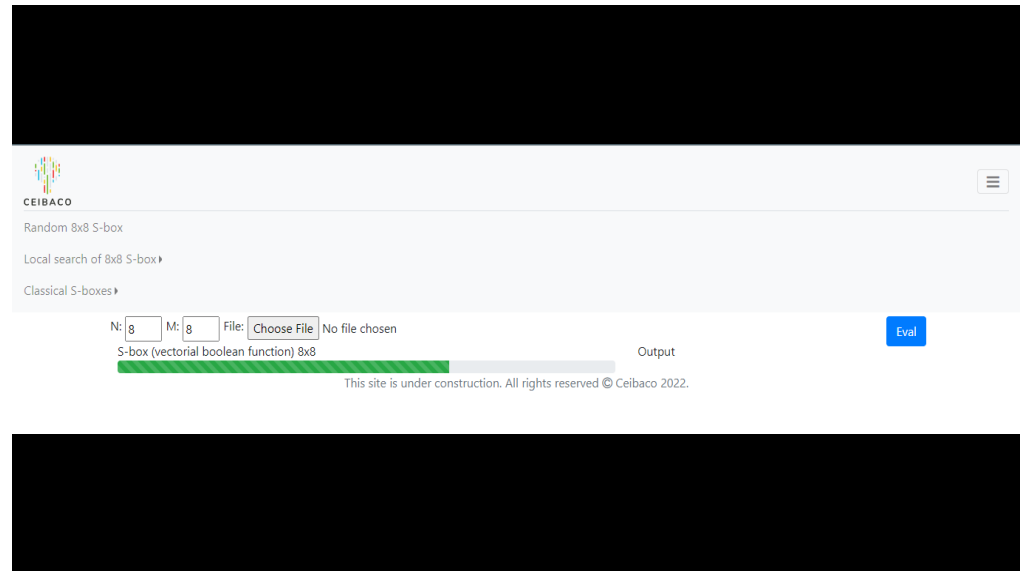 CEIBACO
Random 8x8 S-box
Local search of 8x8 S-box
Classical S-boxes
N: 8 M: 8 File: Choose File No file chosen Eval
S-box (vectorial boolean function) 8x8 Output
This site is under construction. All rights reserved © Ceibaco 2022.